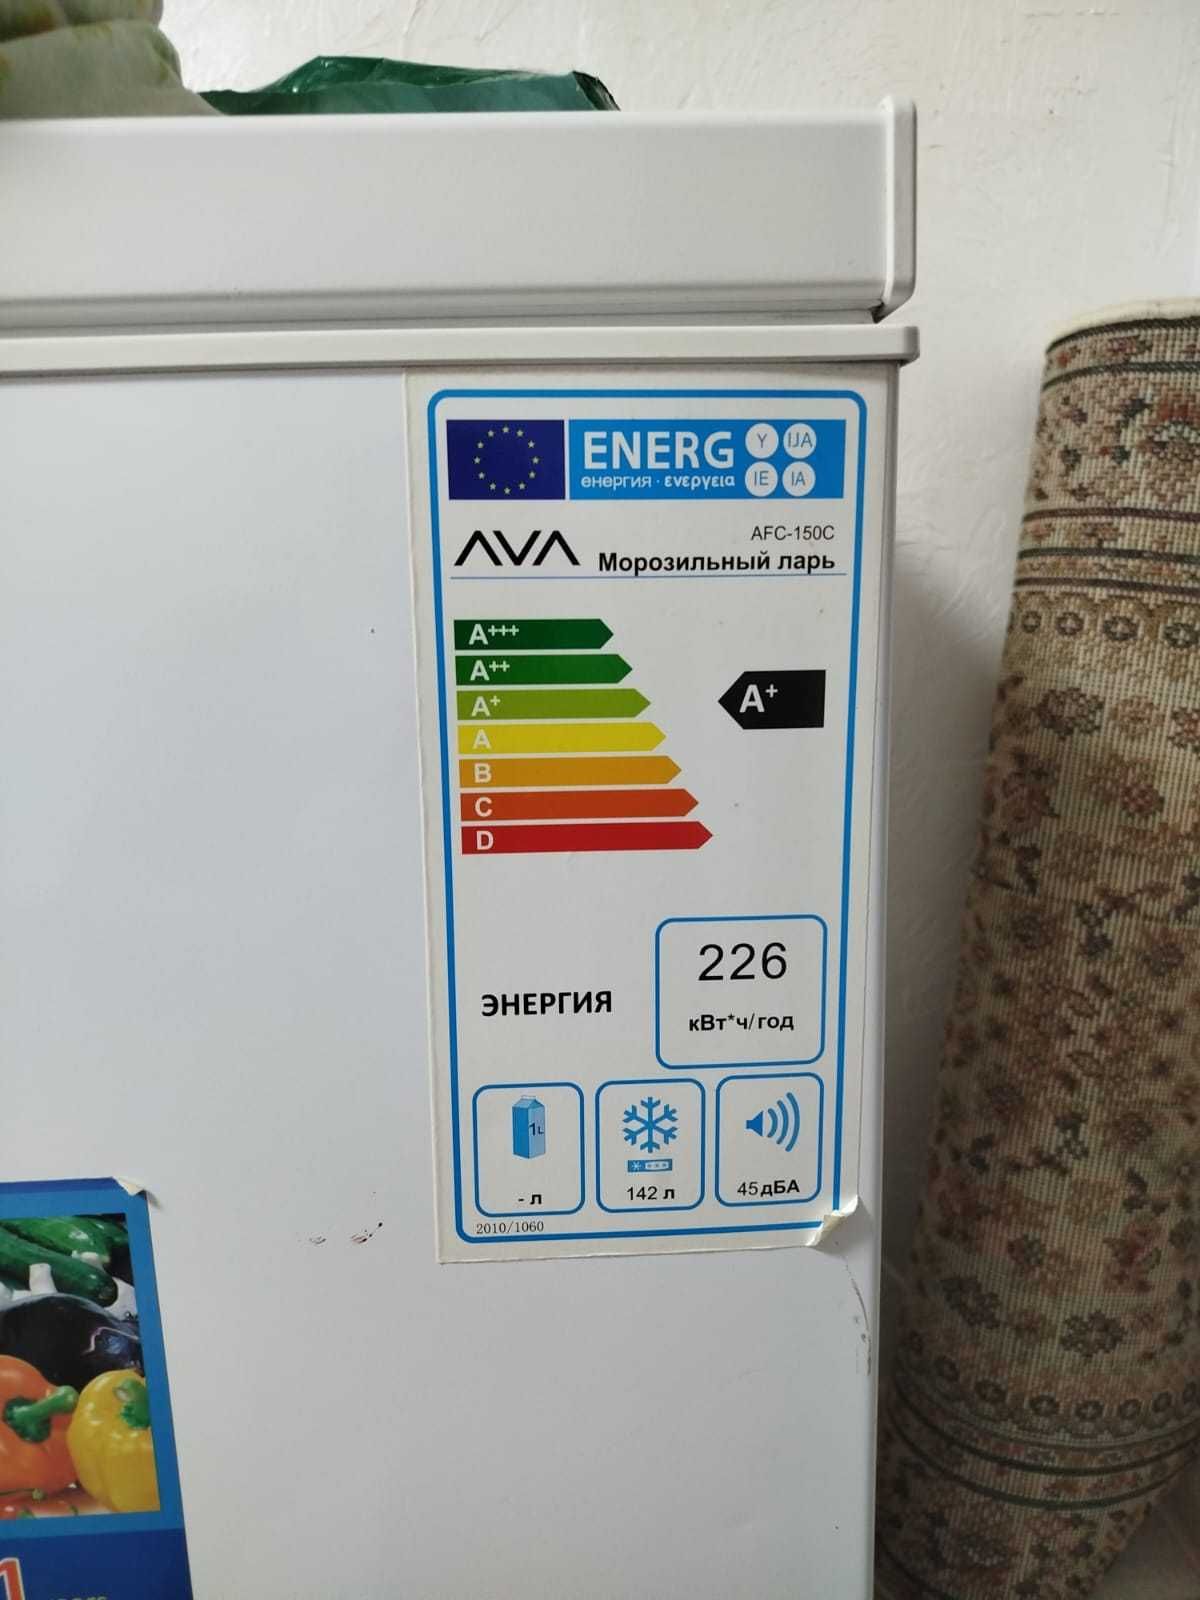 ENERG Y IJA
енергия · ενεργεια IE IA
AVA AFC-150C
Морозильный ларь
A+++
A++
A+ A+
A
B
C
D
226
ЭНЕРГИЯ
кВт*ч/год
1L
- л 142 л 45дБА
2010/1060
1